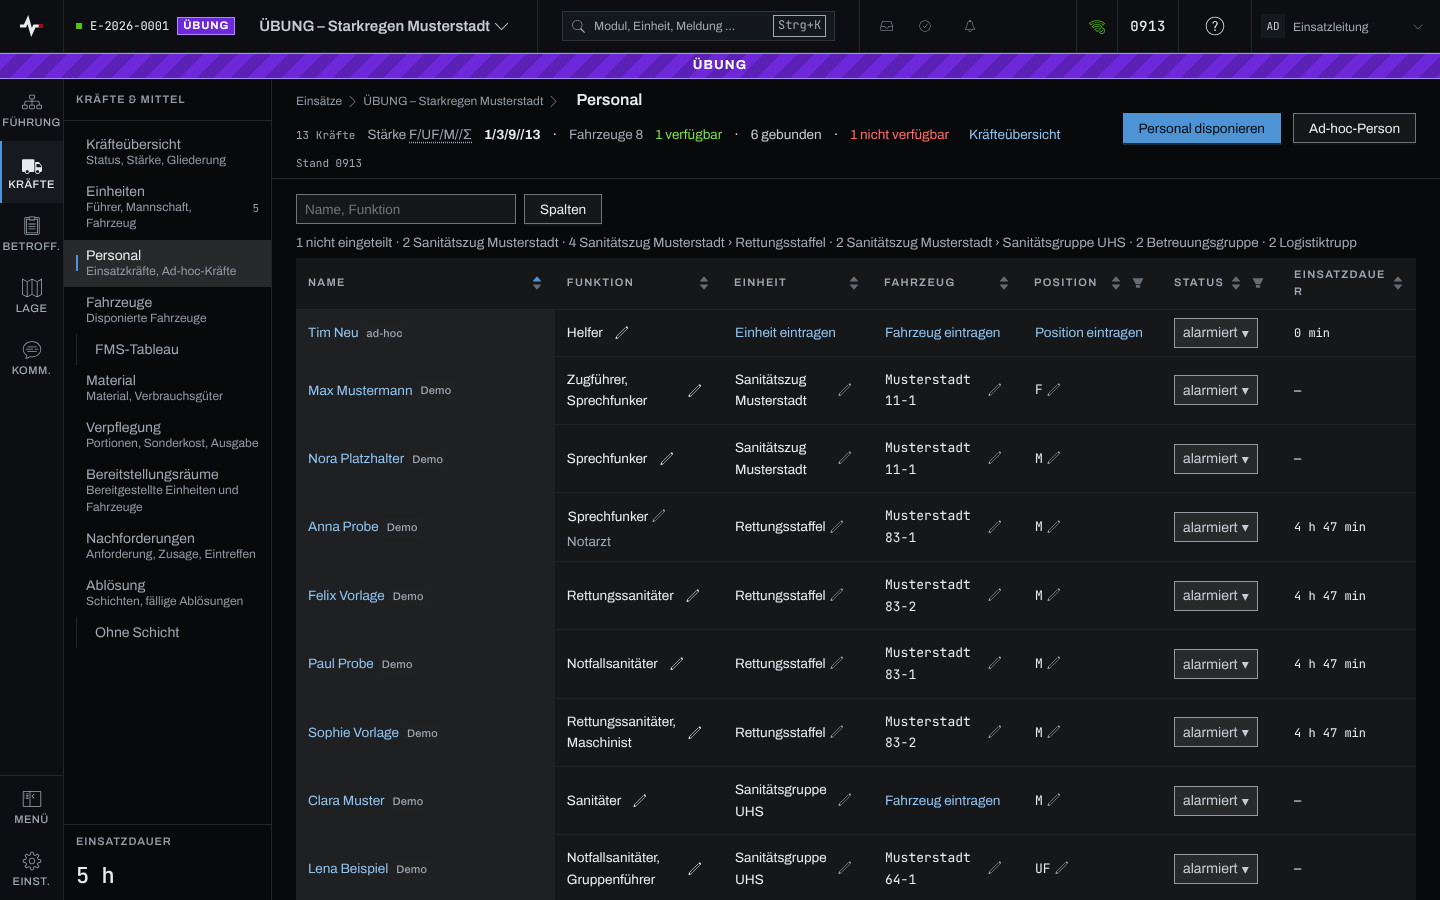 E-2026-0001 ÜBUNG ÜBUNG – Starkregen Musterstadt Modul, Einheit, Meldung ... Strg+K 0913 ? AD Einsatzleitung
ÜBUNG
FÜHRUNG
KRÄFTE
BETROFF.
LAGE
KOMM.
MENÜ
EINST.
KRÄFTE & MITTEL
Kräfteübersicht
Status, Stärke, Gliederung
Einheiten
Führer, Mannschaft,
Fahrzeug
5
Personal
Einsatzkräfte, Ad-hoc-Kräfte
Fahrzeuge
Disponierte Fahrzeuge
FMS-Tableau
Material
Material, Verbrauchsgüter
Verpflegung
Portionen, Sonderkost, Ausgabe
Bereitstellungsräume
Bereitgestellte Einheiten und
Fahrzeuge
Nachforderungen
Anforderung, Zusage, Eintreffen
Ablösung
Schichten, fällige Ablösungen
Ohne Schicht
EINSATZDAUER
5 h
Einsätze ÜBUNG – Starkregen Musterstadt Personal
13 Kräfte Stärke F/UF/M//Σ 1/3/9//13 · Fahrzeuge 8 1 verfügbar · 6 gebunden · 1 nicht verfügbar Kräfteübersicht
Stand 0913
Personal disponieren Ad-hoc-Person
Name, Funktion Spalten
1 nicht eingeteilt · 2 Sanitätszug Musterstadt · 4 Sanitätszug Musterstadt › Rettungsstaffel · 2 Sanitätszug Musterstadt › Sanitätsgruppe UHS · 2 Betreuungsgruppe · 2 Logistiktrupp
NAME FUNKTION EINHEIT FAHRZEUG POSITION STATUS EINSATZDAUE
R
Tim Neu ad-hoc Helfer Einheit eintragen Fahrzeug eintragen Position eintragen alarmiert ▾ 0 min
Max Mustermann Demo Zugführer, Sanitätszug Musterstadt F alarmiert ▾ –
Sprechfunker Musterstadt 11-1
Nora Platzhalter Demo Sprechfunker Sanitätszug Musterstadt M alarmiert ▾ –
Musterstadt 11-1
Anna Probe Demo Sprechfunker Rettungsstaffel Musterstadt M alarmiert ▾ 4 h 47 min
Notarzt 83-1
Felix Vorlage Demo Rettungssanitäter Rettungsstaffel Musterstadt M alarmiert ▾ 4 h 47 min
83-2
Paul Probe Demo Notfallsanitäter Rettungsstaffel Musterstadt M alarmiert ▾ 4 h 47 min
83-1
Sophie Vorlage Demo Rettungssanitäter, Rettungsstaffel Musterstadt M alarmiert ▾ 4 h 47 min
Maschinist 83-2
Clara Muster Demo Sanitäter Sanitätsgruppe Fahrzeug eintragen M alarmiert ▾ –
UHS
Lena Beispiel Demo Notfallsanitäter, Sanitätsgruppe Musterstadt UF alarmiert ▾ –
Gruppenführer UHS 64-1